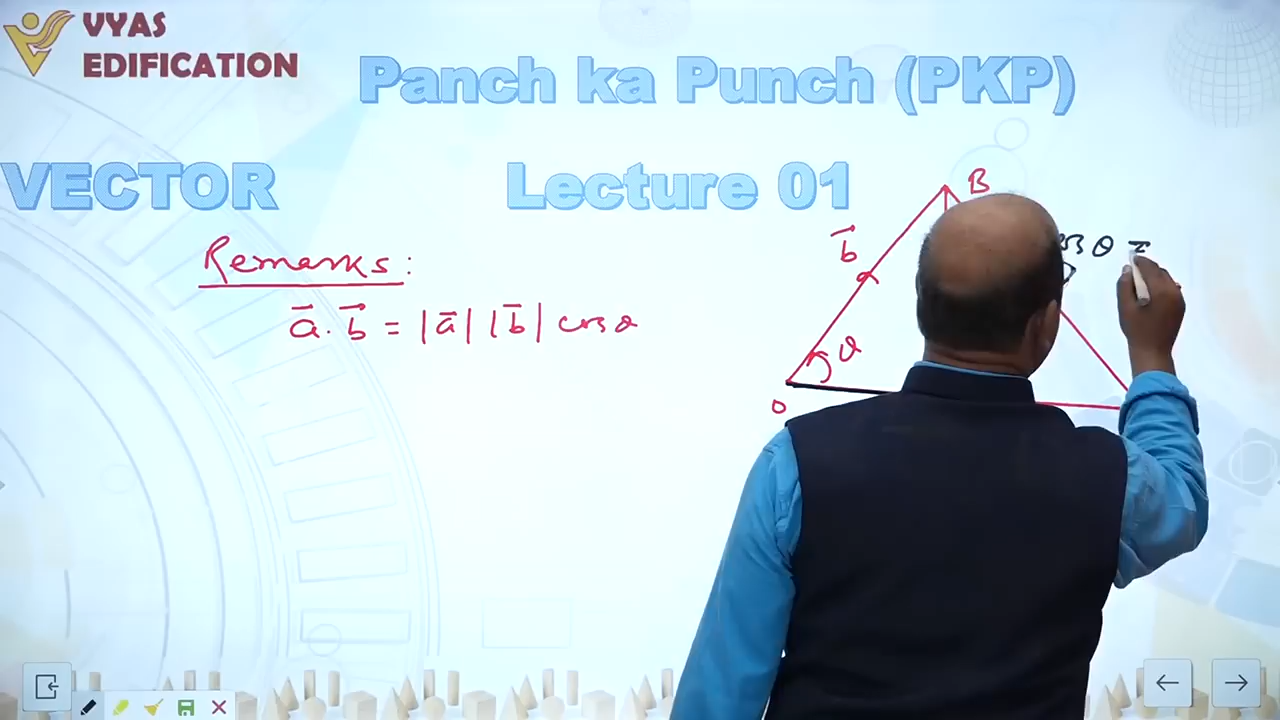 VYAS
EDIFICATION
Panch ka Punch (PKP)
VECTOR Lecture 01
B
b⃗
θ =
Remarks:
a⃗ . b⃗ = |a̅| |b̅| cos θ
θ
O